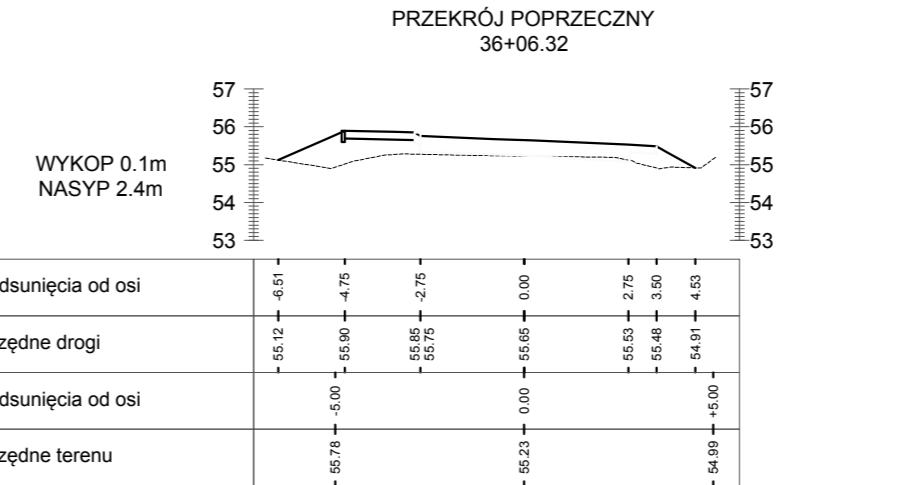 PRZEKRÓJ POPRZECZNY
36+06.32
57 57
56 56
55 55
54 54
53 53
WYKOP 0.1m
NASYP 2.4m
dsunięcia od osi -6.51 -4.75 -2.75 0.00 2.75 3.50 4.53
zędne drogi 55.12 55.90 55.85 55.75 55.65 55.53 55.48 54.91
dsunięcia od osi -5.00 0.00 +5.00
zędne terenu 55.78 55.23 54.99